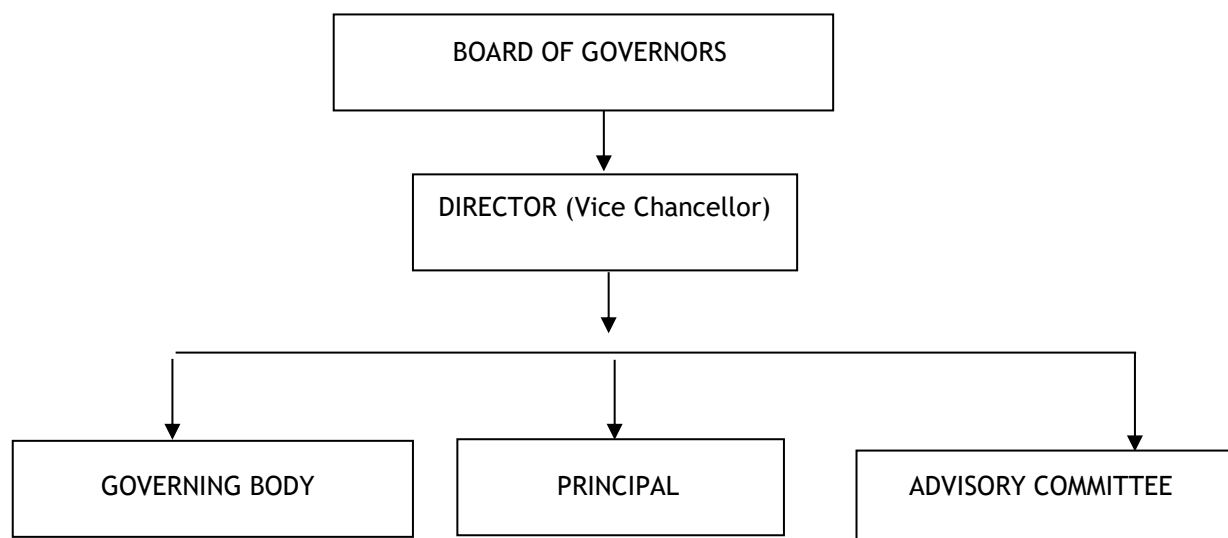 BOARD OF GOVERNORS
DIRECTOR (Vice Chancellor)
GOVERNING BODY
PRINCIPAL
ADVISORY COMMITTEE